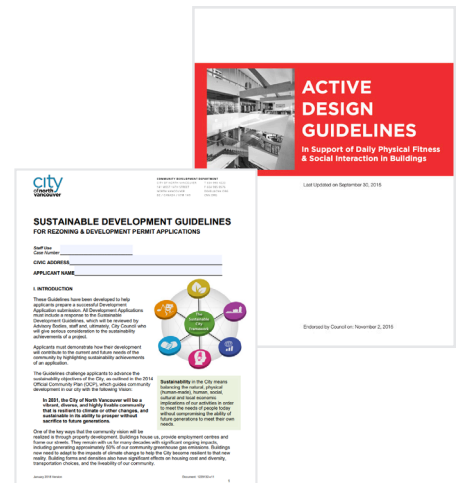 ACTIVE
DESIGN
GUIDELINES
In Support of Daily Physical Fitness
& Social Interaction in Buildings
Last Updated on September 30, 2016
Endorsed by Council on: November 2, 2016
city
of north
vancouver
COMMUNITY DEVELOPMENT DEPARTMENT
SUSTAINABLE DEVELOPMENT GUIDELINES
FOR REZONING & DEVELOPMENT PERMIT APPLICATIONS
Staff Use
Case Number
CIVIC ADDRESS
APPLICANT NAME
I. INTRODUCTION
These Guidelines have been developed to help
applicants prepare a successful Development
Application submission. All Development Applications
must include a response to the Sustainable
Development Guidelines, which will be reviewed by
Advisory Bodies, staff and, ultimately, City Council who
will give serious consideration to the sustainability
achievements of a project.
Applicants must demonstrate how their development
will contribute to the current and future needs of the
community by highlighting sustainability achievements
of an application.
The Guidelines challenge applicants to advance the
sustainability objectives of the City, as outlined in the 2014
Official Community Plan (OCP), which guides community
development in our city with the following Vision:
In 2031, the City of North Vancouver will be a
vibrant, diverse, and highly livable community
that is resilient to climate or other changes, and
sustainable in its ability to prosper without
sacrifice to future generations.
The
Sustainable
City
Framework
Sustainability in the City means
balancing the natural, physical
(human-made), human, social,
cultural and local economic
implications of our activities in order
to meet the needs of people today
without compromising the ability of
future generations to meet their own
needs.
One of the key ways that the community vision will be
realized is through property development. Buildings house us, provide employment centres and
frame our streets. They remain with us for many decades with significant ongoing impacts,
including generating approximately 50% of our community greenhouse gas emissions. Buildings
now need to adapt to the impacts of climate change to help the City become resilient to that new
reality. Building forms and densities also have significant effects on housing cost and diversity,
transportation choices, and the liveability of our community.